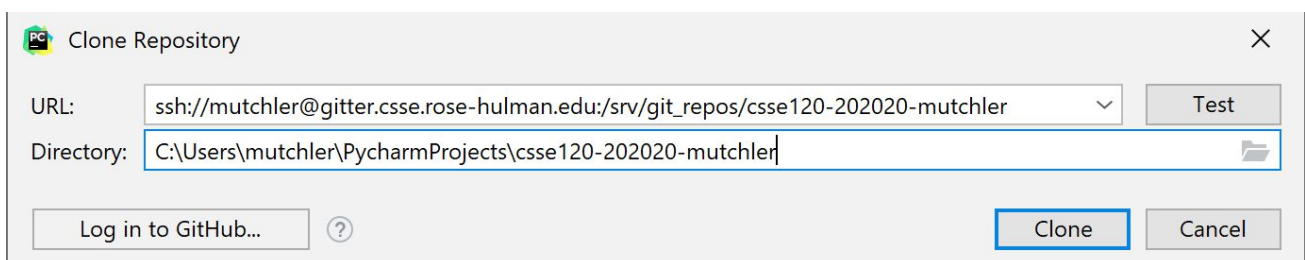 PC Clone Repository
URL: ssh://mutchler@gitter.csse.rose-hulman.edu:/srv/git_repos/csse120-202020-mutchler Test
Directory: C:\Users\mutchler\PycharmProjects\csse120-202020-mutchler
Log in to GitHub... ? Clone Cancel